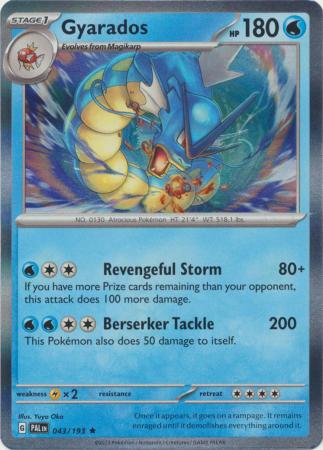 STAGE 1
Gyarados
HP 180
Evolves from Magikarp
NO. 0130 Atrocious Pokémon HT: 21'4" WT: 518.1 lbs.
Revengeful Storm 80+
If you have more Prize cards remaining than your opponent,
this attack does 100 more damage.
Berserker Tackle 200
This Pokémon also does 50 damage to itself.
weakness ×2 resistance retreat
Illus. Yuya Oka
G PAL EN 043/193 ★
Once it appears, it goes on a rampage. It remains
enraged until it demolishes everything around it.
©2023 Pokémon / Nintendo / Creatures / GAME FREAK